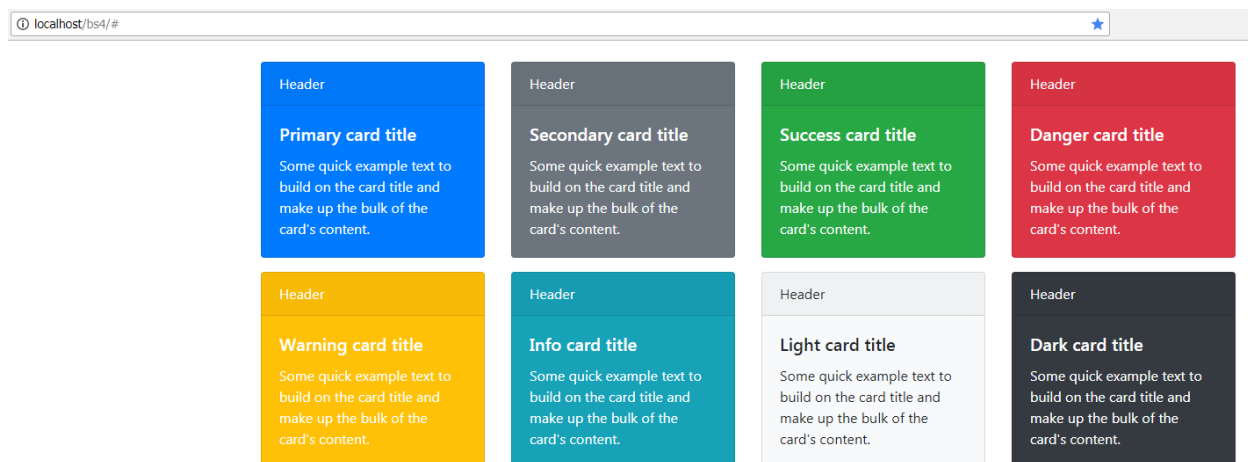 localhost/bs4/#
Header
Primary card title
Some quick example text to
build on the card title and
make up the bulk of the
card's content.
Header
Secondary card title
Some quick example text to
build on the card title and
make up the bulk of the
card's content.
Header
Success card title
Some quick example text to
build on the card title and
make up the bulk of the
card's content.
Header
Danger card title
Some quick example text to
build on the card title and
make up the bulk of the
card's content.
Header
Warning card title
Some quick example text to
build on the card title and
make up the bulk of the
card's content.
Header
Info card title
Some quick example text to
build on the card title and
make up the bulk of the
card's content.
Header
Light card title
Some quick example text to
build on the card title and
make up the bulk of the
card's content.
Header
Dark card title
Some quick example text to
build on the card title and
make up the bulk of the
card's content.